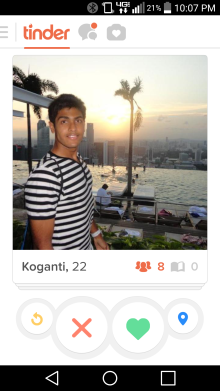 4G 21% 10:07 PM
tinder
Koganti, 22 8 0